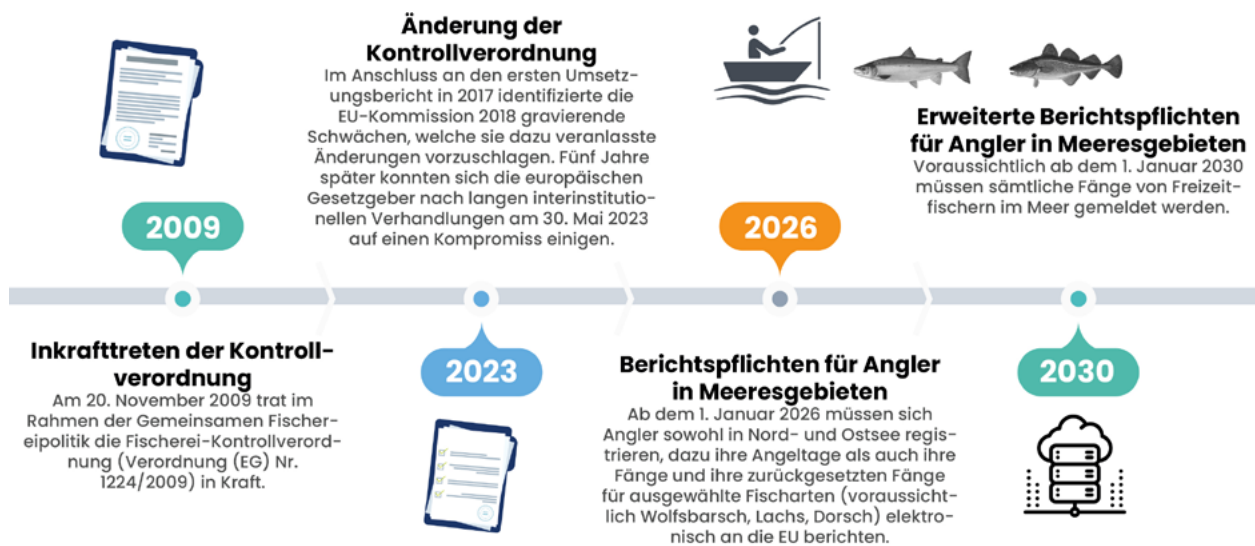 2009
Inkrafttreten der Kontroll-
verordnung
Am 20. November 2009 trat im
Rahmen der Gemeinsamen Fischer-
eipolitik die Fischerei-Kontrollverord-
nung (Verordnung (EG) Nr.
1224/2009) in Kraft.
Änderung der
Kontrollverordnung
Im Anschluss an den ersten Umsetz-
ungsbericht in 2017 identifizierte die
EU-Kommission 2018 gravierende
Schwächen, welche sie dazu veranlasste
Änderungen vorzuschlagen. Fünf Jahre
später konnten sich die europäischen
Gesetzgeber nach langen interinstitutio-
nellen Verhandlungen am 30. Mai 2023
auf einen Kompromiss einigen.
2023
2026
Berichtspflichten für Angler
in Meeresgebieten
Ab dem 1. Januar 2026 müssen sich
Angler sowohl in Nord- und Ostsee regis-
trieren, dazu ihre Angeltage als auch ihre
Fänge und ihre zurückgesetzten Fänge
für ausgewählte Fischarten (voraussicht-
lich Wolfsbarsch, Lachs, Dorsch) elektro-
nisch an die EU berichten.
Erweiterte Berichtspflichten
für Angler in Meeresgebieten
Voraussichtlich ab dem 1. Januar 2030
müssen sämtliche Fänge von Freizeit-
fischern im Meer gemeldet werden.
2030